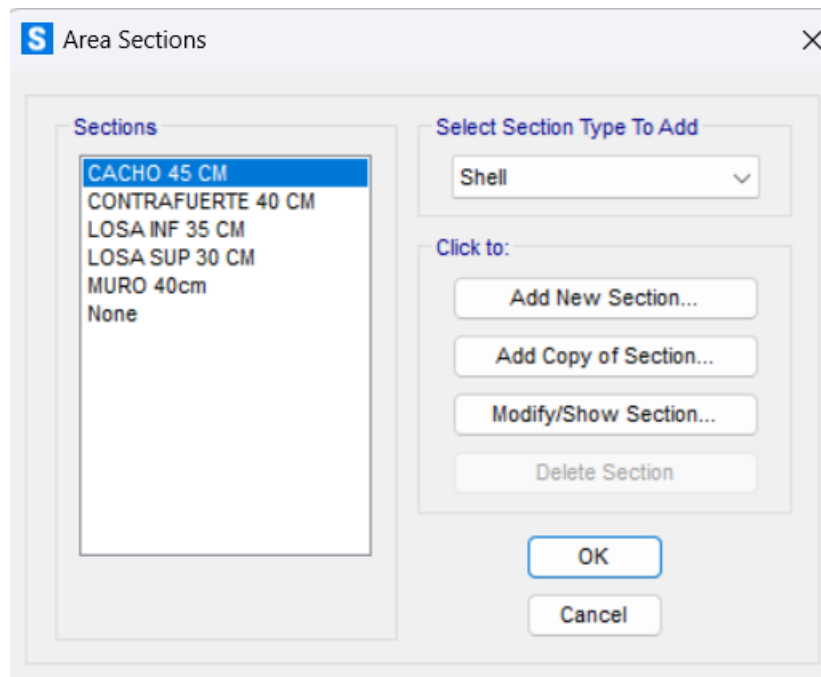 S Area Sections
Sections
CACHO 45 CM
CONTRAFUERTE 40 CM
LOSA INF 35 CM
LOSA SUP 30 CM
MURO 40cm
None
Select Section Type To Add
Shell
Click to:
Add New Section...
Add Copy of Section...
Modify/Show Section...
Delete Section
OK
Cancel